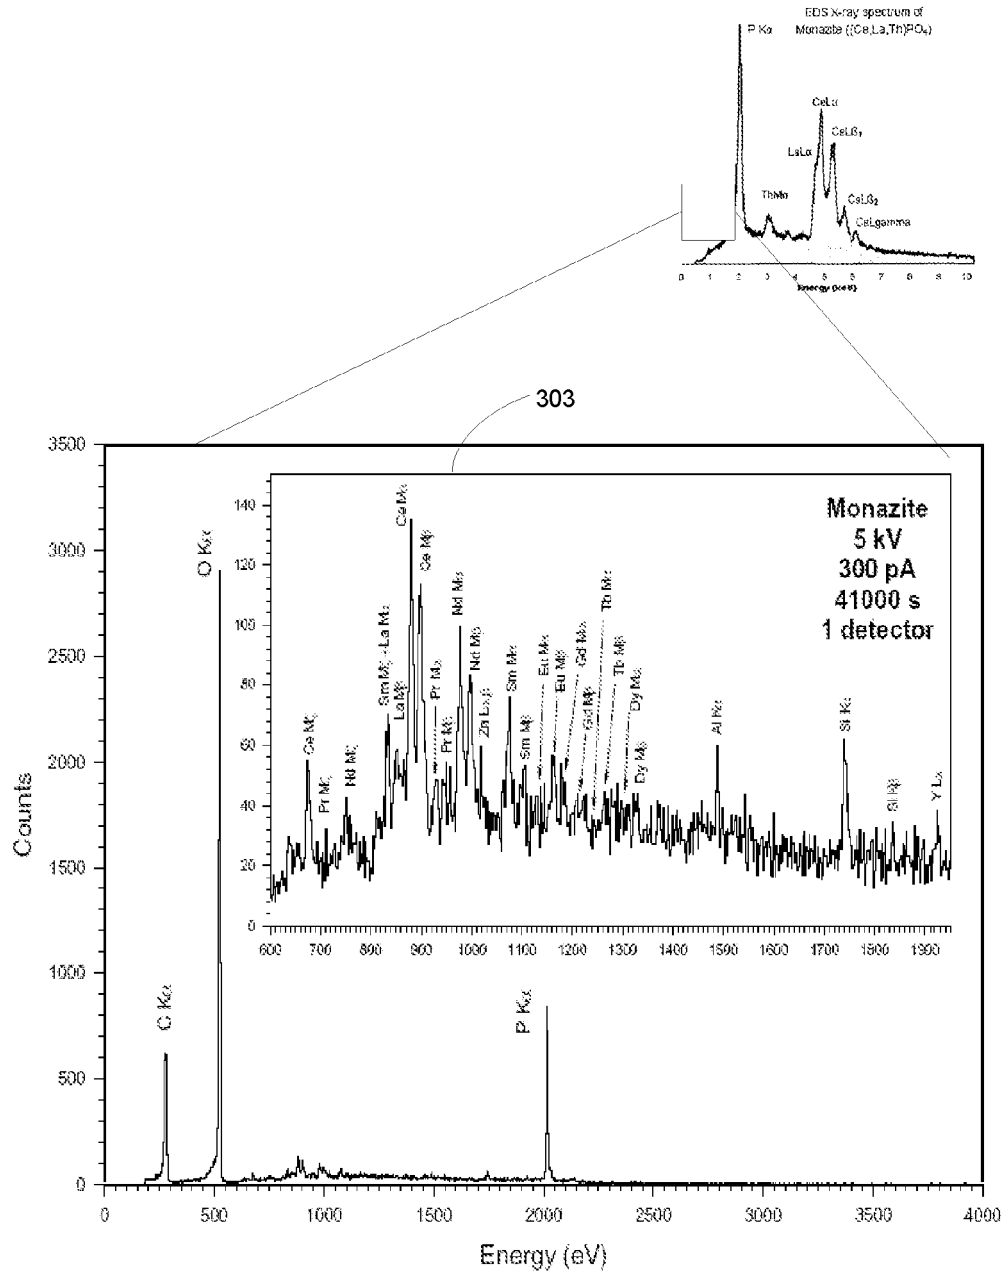 EDS X-ray spectrum of
Monazite ((Ce,La,Th)PO₄)
P Kα
CeLα
CeLß₁
LaLα
ThMα
CeLß₂
CeLgamma
0 1 2 3 4 5 6 7 8 9 10
Energy (keV)
303
3500
3000
2500
2000
1500
1000
500
0
Counts
0 500 1000 1500 2000 2500 3000 3500 4000
Energy (eV)
C Kα
O Kα
P Kα
Monazite
5 kV
300 pA
41000 s
1 detector
140
120
100
80
60
40
20
0
600 700 800 900 1000 1100 1200 1300 1400 1500 1600 1700 1800 1990
Ce Mζ
Pr Mζ
Nd Mζ
Sm Mζ + La Mα
La Mβ
Ce Mα
Ce Mβ
Pr Mα
Pr Mβ
Nd Mα
Nd Mβ
Zn Lα,β
Sm Mα
Sm Mβ
Eu Mα
Eu Mβ
Gd Mα
Gd Mβ
Tb Mα
Tb Mβ
Dy Mα
Dy Mβ
Al Kα
Si Kα
Si Kβ
Y Lα